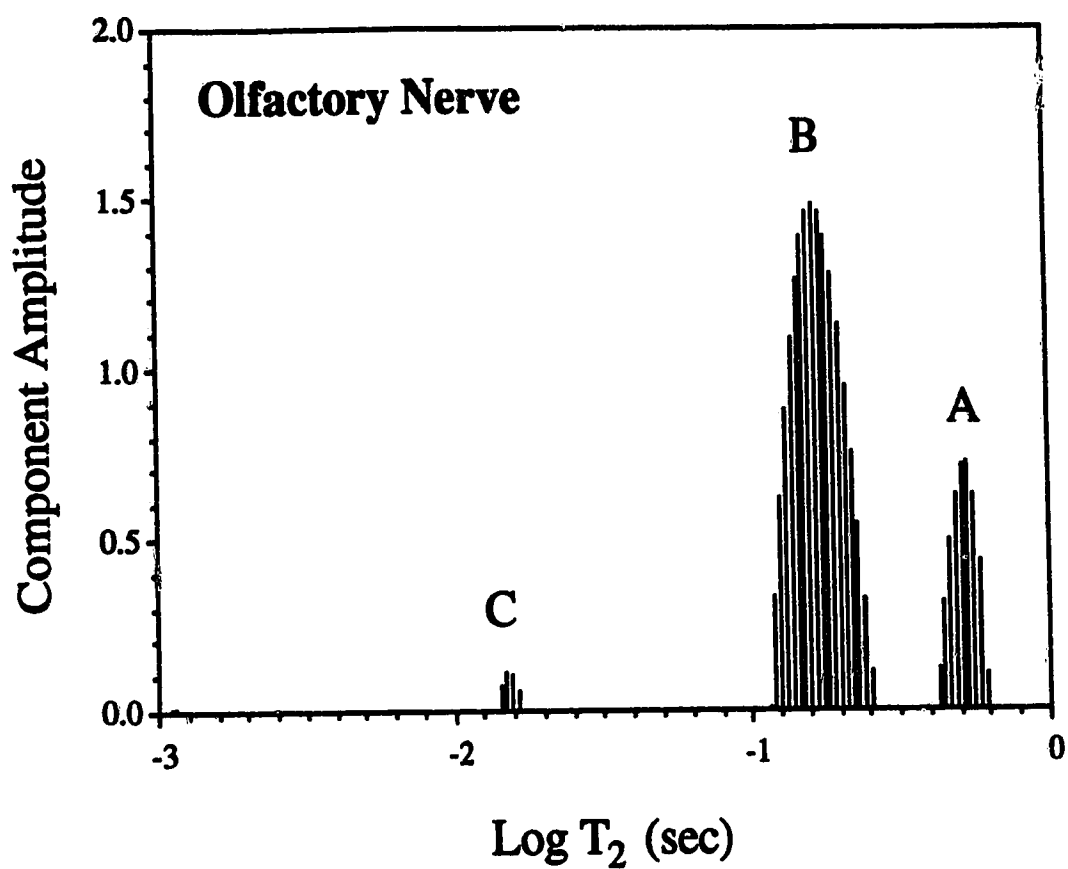 Olfactory Nerve
Component Amplitude
2.0
1.5
1.0
0.5
0.0
B
A
C
-3
-2
-1
0
Log T₂ (sec)